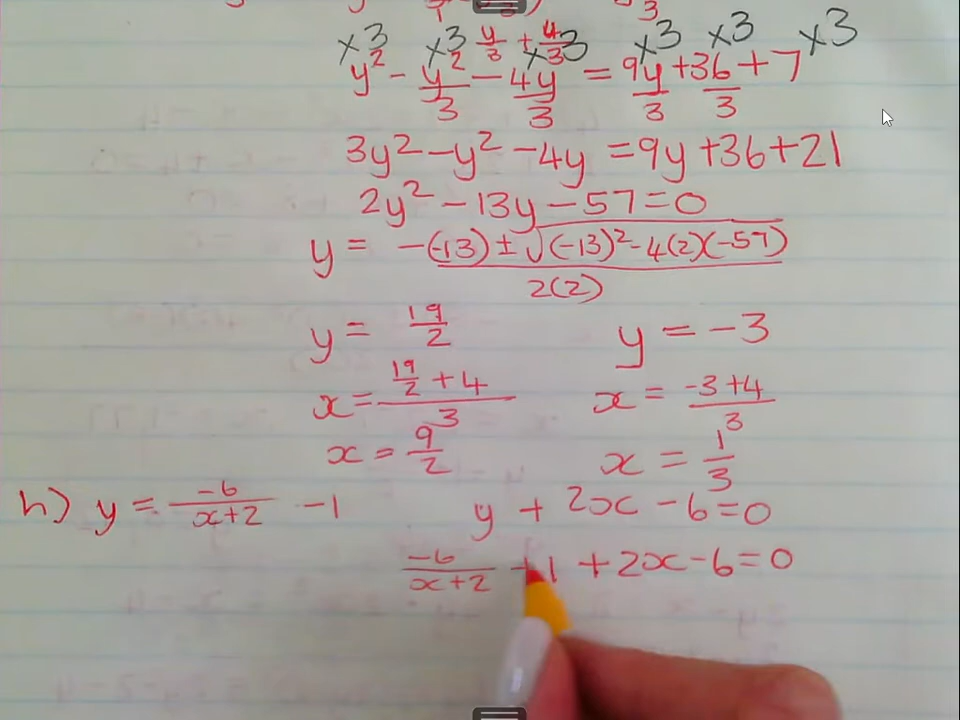 ×3 ×3 y/3 + 4/3 ×3 ×3 ×3 ×3
y² - y²/3 - 4y/3 = 9y/3 + 36/3 + 7
3y² - y² - 4y = 9y + 36 + 21
2y² - 13y - 57 = 0
y = -(-13) ± √(-13)² - 4(2)(-57) / 2(2)
y = 19/2 y = -3
x = (19/2 + 4)/3 x = (-3+4)/3
x = 9/2 x = 1/3
h) y = -6/(x+2) - 1 y + 2x - 6 = 0
-6/(x+2) - 1 + 2x - 6 = 0